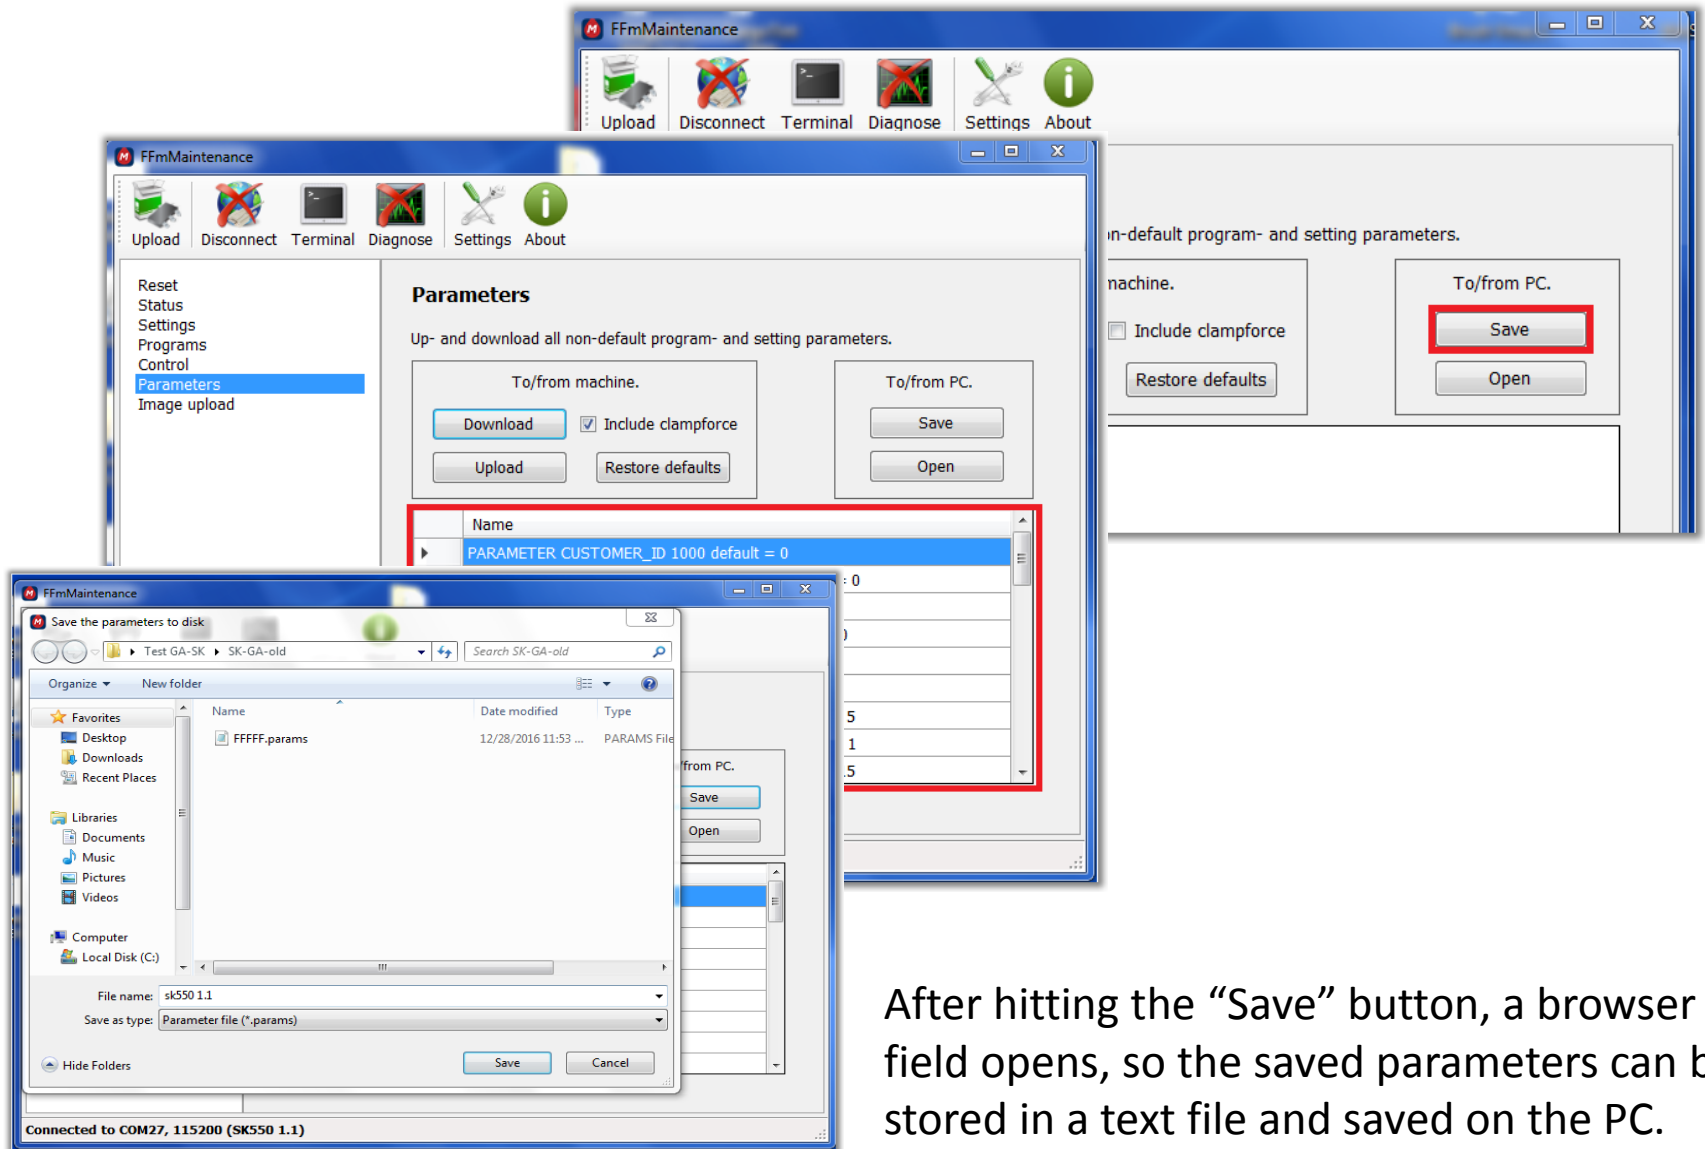 FFmMaintenance
Upload Disconnect Terminal Diagnose Settings About
n-default program- and setting parameters.
machine.
To/from PC.
Include clampforce
Save
Restore defaults
Open
FFmMaintenance
Upload Disconnect Terminal Diagnose Settings About
Reset
Status
Settings
Programs
Control
Parameters
Image upload
Parameters
Up- and download all non-default program- and setting parameters.
To/from machine.
To/from PC.
Download
Include clampforce
Save
Upload
Restore defaults
Open
Name
PARAMETER CUSTOMER_ID 1000 default = 0
= 0
5
1
.5
FFmMaintenance
Save the parameters to disk
Test GA-SK SK-GA-old
Search SK-GA-old
Organize New folder
Favorites
Desktop
Downloads
Recent Places
Libraries
Documents
Music
Pictures
Videos
Computer
Local Disk (C:)
Name Date modified Type
FFFFF.params 12/28/2016 11:53 ... PARAMS File
/from PC.
Save
Open
File name: sk550 1.1
Save as type: Parameter file (*.params)
Hide Folders
Save Cancel
Connected to COM27, 115200 (SK550 1.1)
After hitting the “Save” button, a browser
field opens, so the saved parameters can b
stored in a text file and saved on the PC.